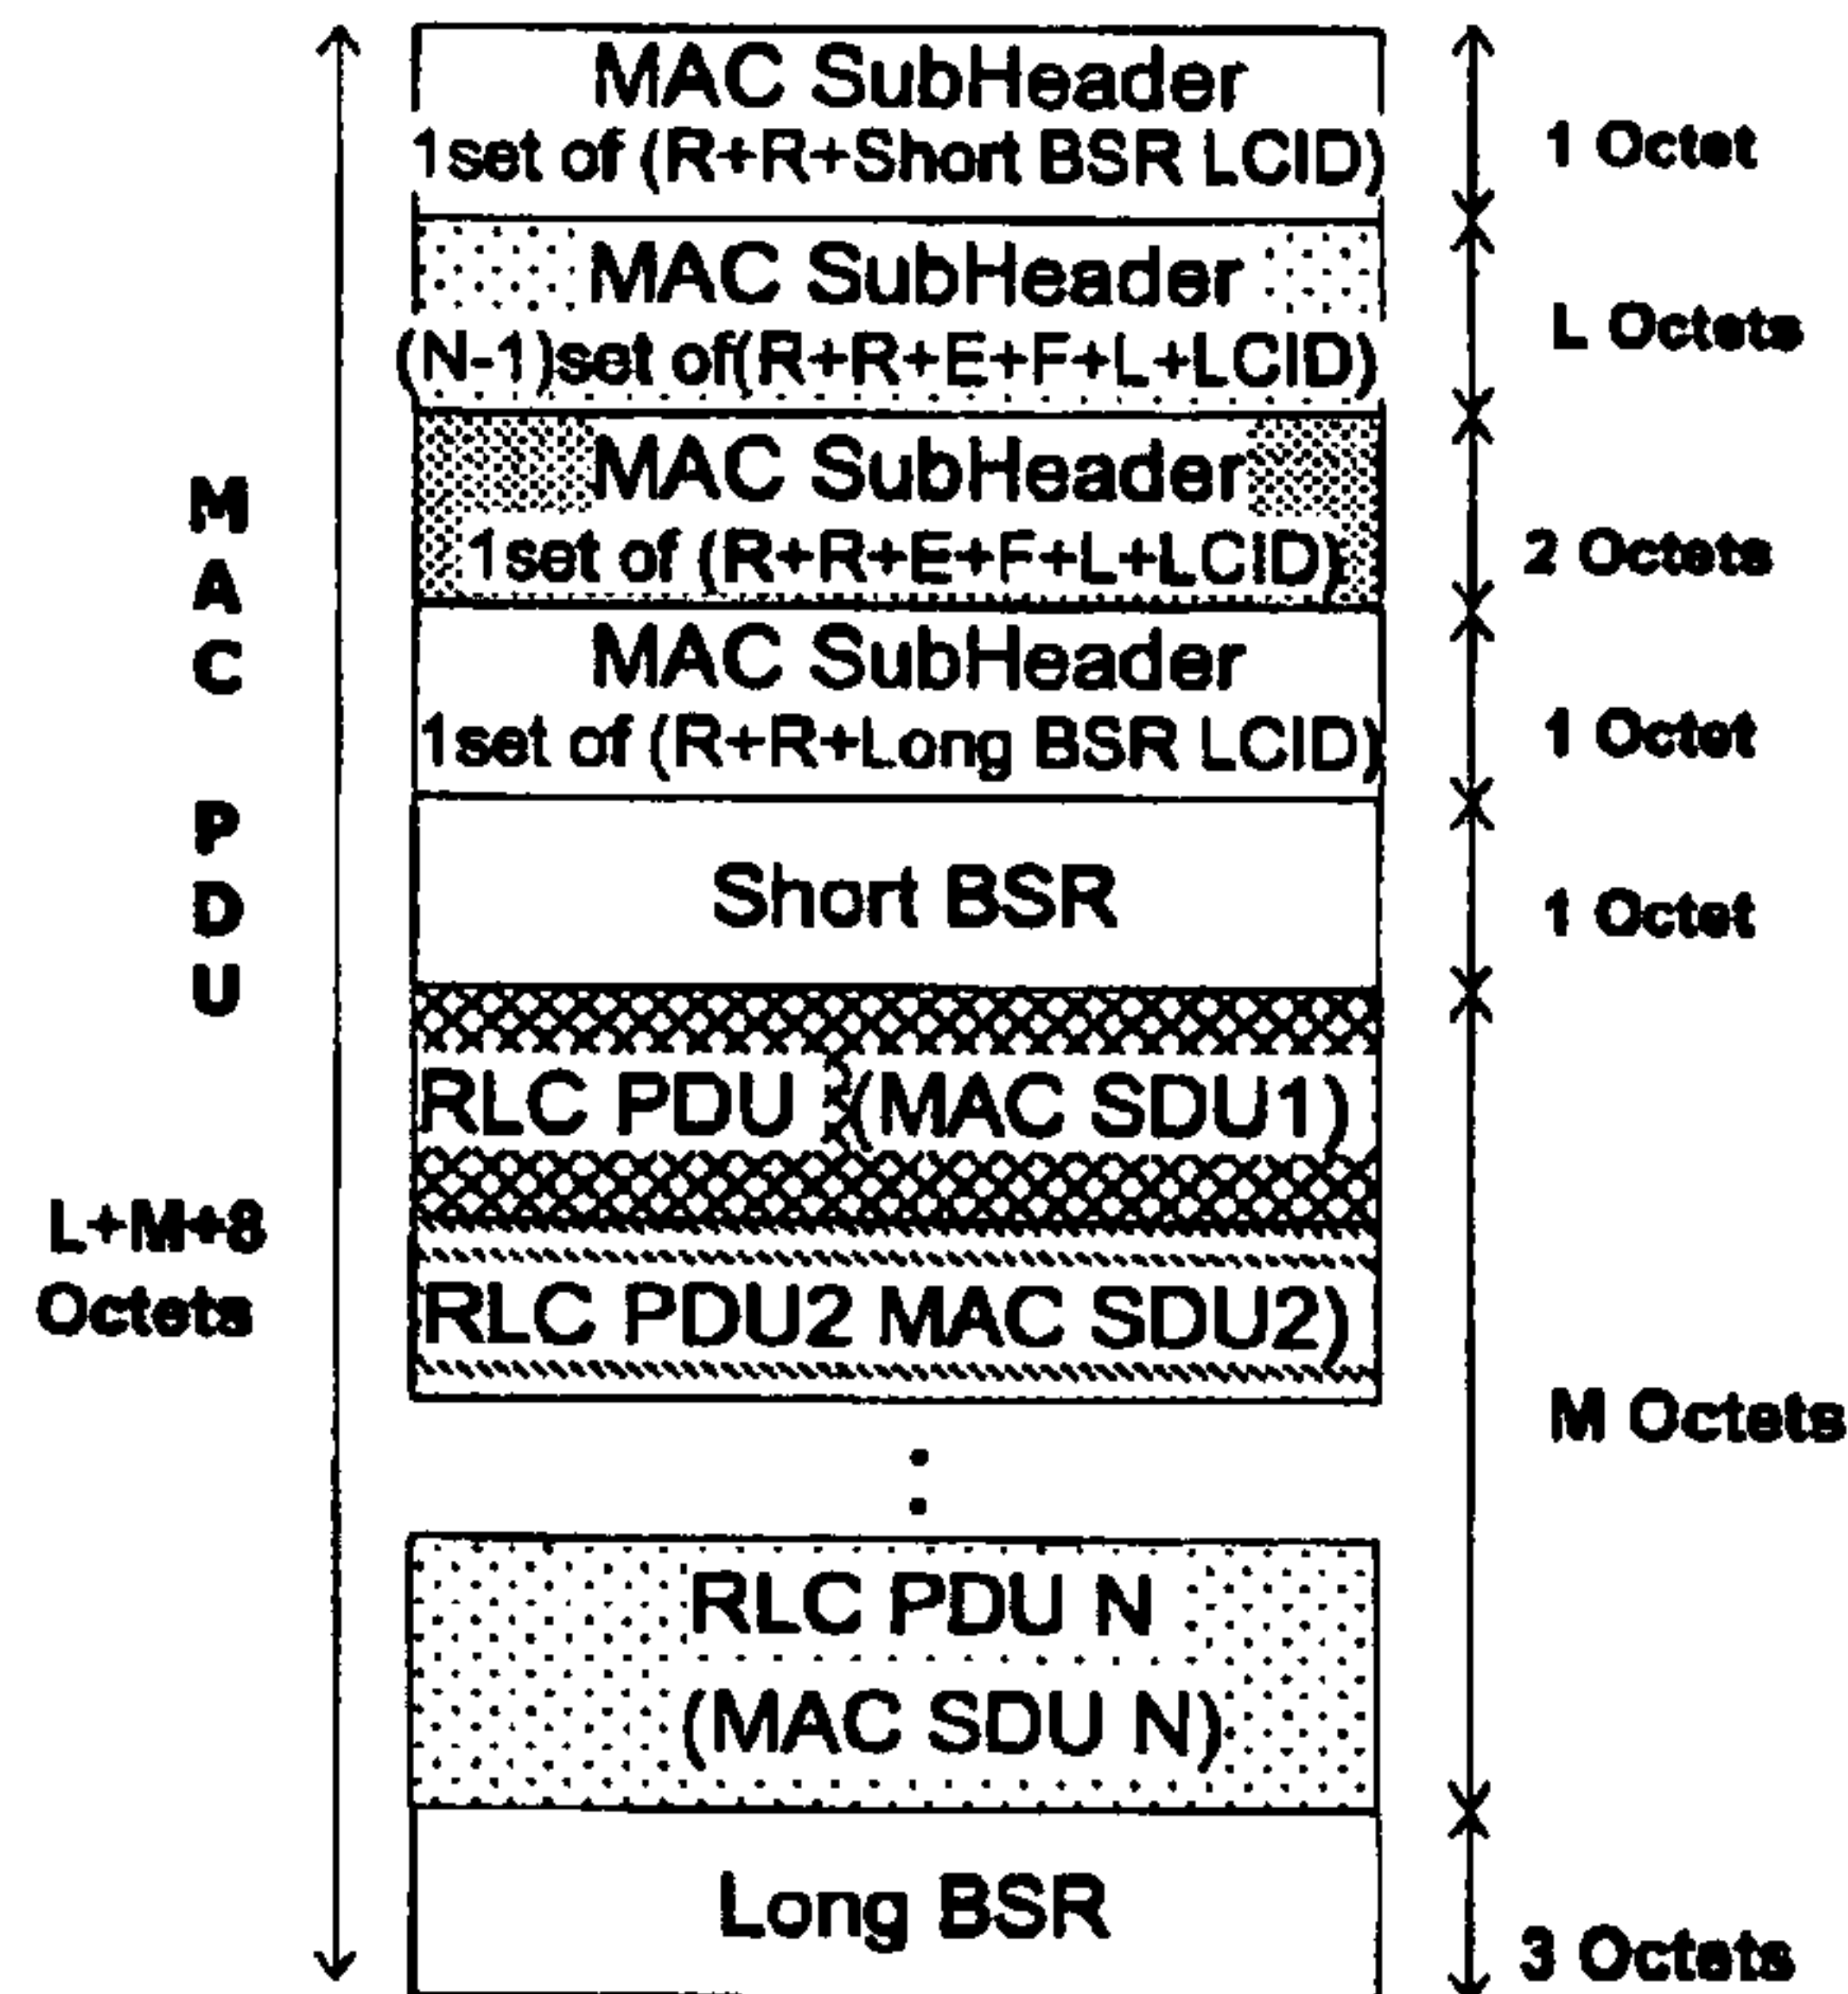 MAC SubHeader
1set of (R+R+Short BSR LCID)
1 Octet
MAC SubHeader
(N-1)set of(R+R+E+F+L+LCID)
L Octets
MAC SubHeader
1set of (R+R+E+F+L+LCID)
2 Octets
MAC SubHeader
1set of (R+R+Long BSR LCID)
1 Octet
MAC PDU
Short BSR
1 Octet
RLC PDU (MAC SDU1)
L+M+8
Octets
RLC PDU2 MAC SDU2)
M Octets
:
RLC PDU N
(MAC SDU N)
Long BSR
3 Octets